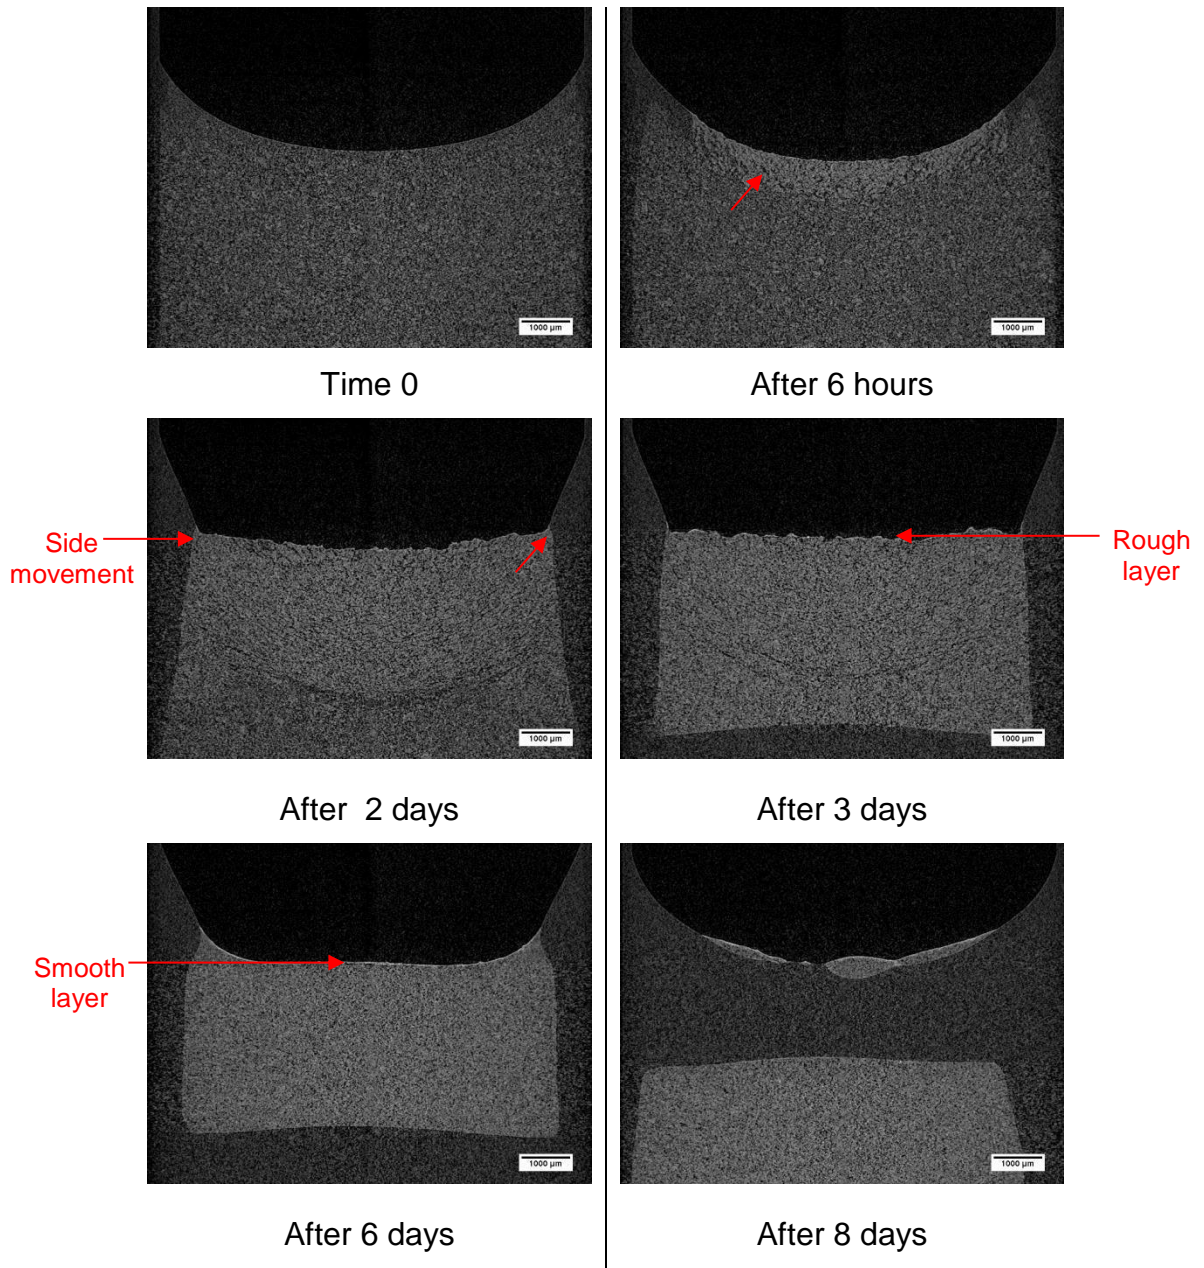 1000 µm
1000 µm
Time 0
After 6 hours
Side
movement
Rough
layer
1000 µm
1000 µm
After 2 days
After 3 days
Smooth
layer
1000 µm
1000 µm
After 6 days
After 8 days